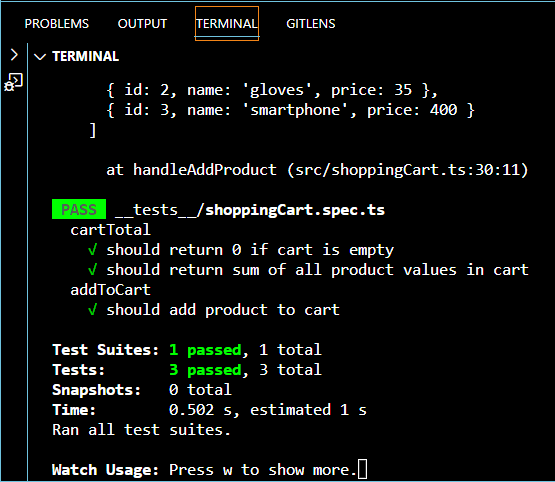 PROBLEMS OUTPUT TERMINAL GITLENS
TERMINAL
{ id: 2, name: 'gloves', price: 35 },
{ id: 3, name: 'smartphone', price: 400 }
]
at handleAddProduct (src/shoppingCart.ts:30:11)
PASS __tests__/shoppingCart.spec.ts
cartTotal
√ should return 0 if cart is empty
√ should return sum of all product values in cart
addToCart
√ should add product to cart
Test Suites: 1 passed, 1 total
Tests: 3 passed, 3 total
Snapshots: 0 total
Time: 0.502 s, estimated 1 s
Ran all test suites.
Watch Usage: Press w to show more.